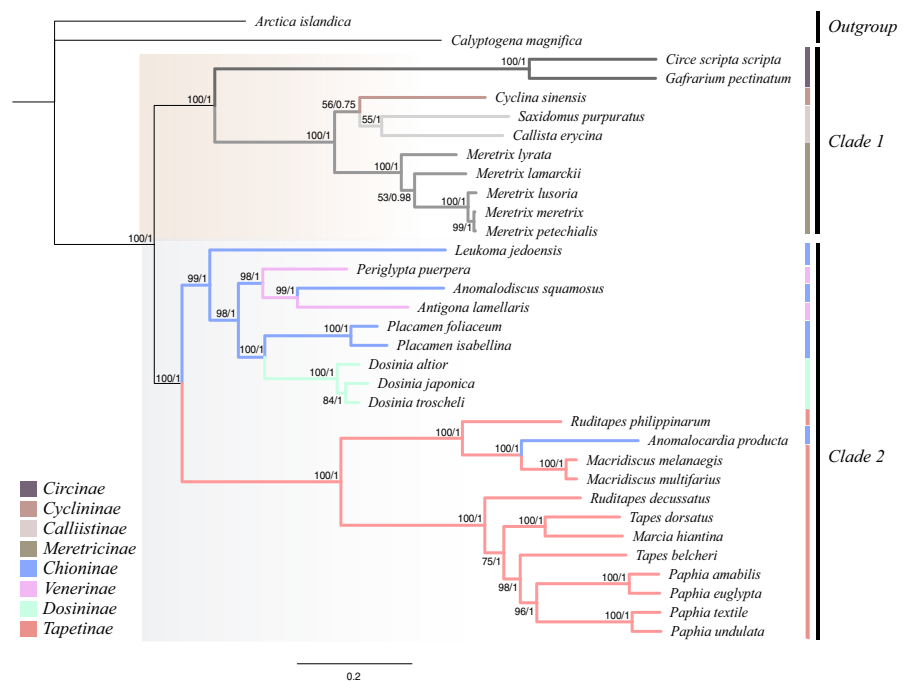 Arctica islandica
Outgroup
Calyptogena magnifica
100/1
Circe scripta scripta
Gafrarium pectinatum
100/1
56/0.75
Cyclina sinensis
55/1
Saxidomus purpuratus
Callista erycina
100/1
Clade 1
Meretrix lyrata
100/1
Meretrix lamarckii
53/0.98
Meretrix lusoria
100/1
Meretrix meretrix
99/1
Meretrix petechialis
100/1
Leukoma jedoensis
99/1
Periglypta puerpera
98/1
Anomalodiscus squamosus
99/1
Antigona lamellaris
98/1
Placamen foliaceum
100/1
Placamen isabellina
100/1
Dosinia altior
100/1
Dosinia japonica
84/1
Dosinia troscheli
100/1
Ruditapes philippinarum
100/1
Anomalocardia producta
100/1
Macridiscus melanaegis
100/1
Macridiscus multifarius
Clade 2
100/1
Ruditapes decussatus
100/1
Tapes dorsatus
100/1
Marcia hiantina
75/1
Tapes belcheri
98/1
Paphia amabilis
100/1
Paphia euglypta
96/1
Paphia textile
100/1
Paphia undulata
Circinae
Cyclininae
Calliistinae
Meretricinae
Chioninae
Venerinae
Dosininae
Tapetinae
0.2